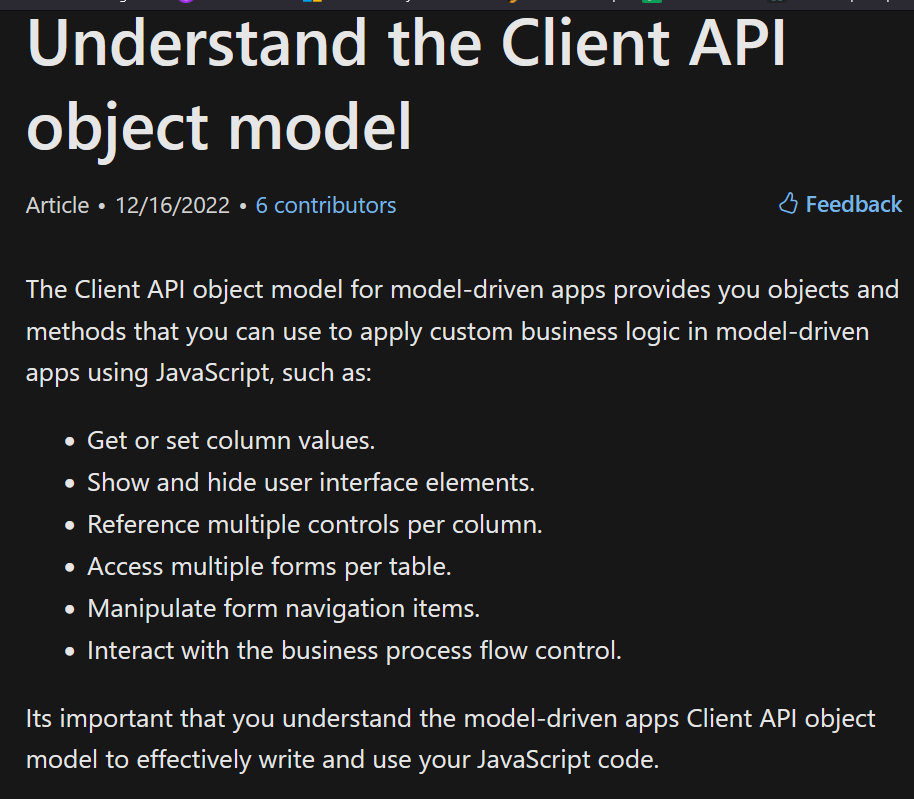 Understand the Client API
object model
Article • 12/16/2022 • 6 contributors
Feedback
The Client API object model for model-driven apps provides you objects and
methods that you can use to apply custom business logic in model-driven
apps using JavaScript, such as:
• Get or set column values.
• Show and hide user interface elements.
• Reference multiple controls per column.
• Access multiple forms per table.
• Manipulate form navigation items.
• Interact with the business process flow control.
Its important that you understand the model-driven apps Client API object
model to effectively write and use your JavaScript code.